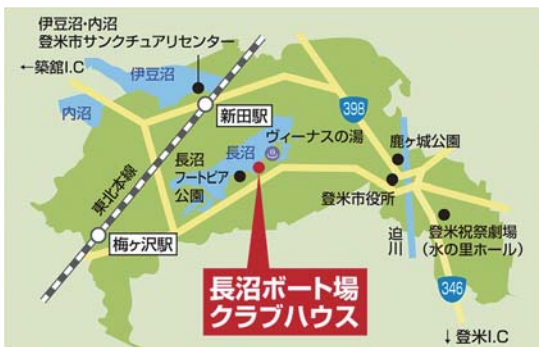 伊豆沼・内沼
登米市サンクチュアリセンター
←築舘I.C
伊豆沼
内沼
新田駅
398
ヴィーナスの湯
鹿ヶ城公園
長沼
長沼
フートピア
公園
東北本線
登米市役所
梅ヶ沢駅
迫川
登米祝祭劇場
(水の里ホール)
長沼ボート場
クラブハウス
346
↓登米I.C